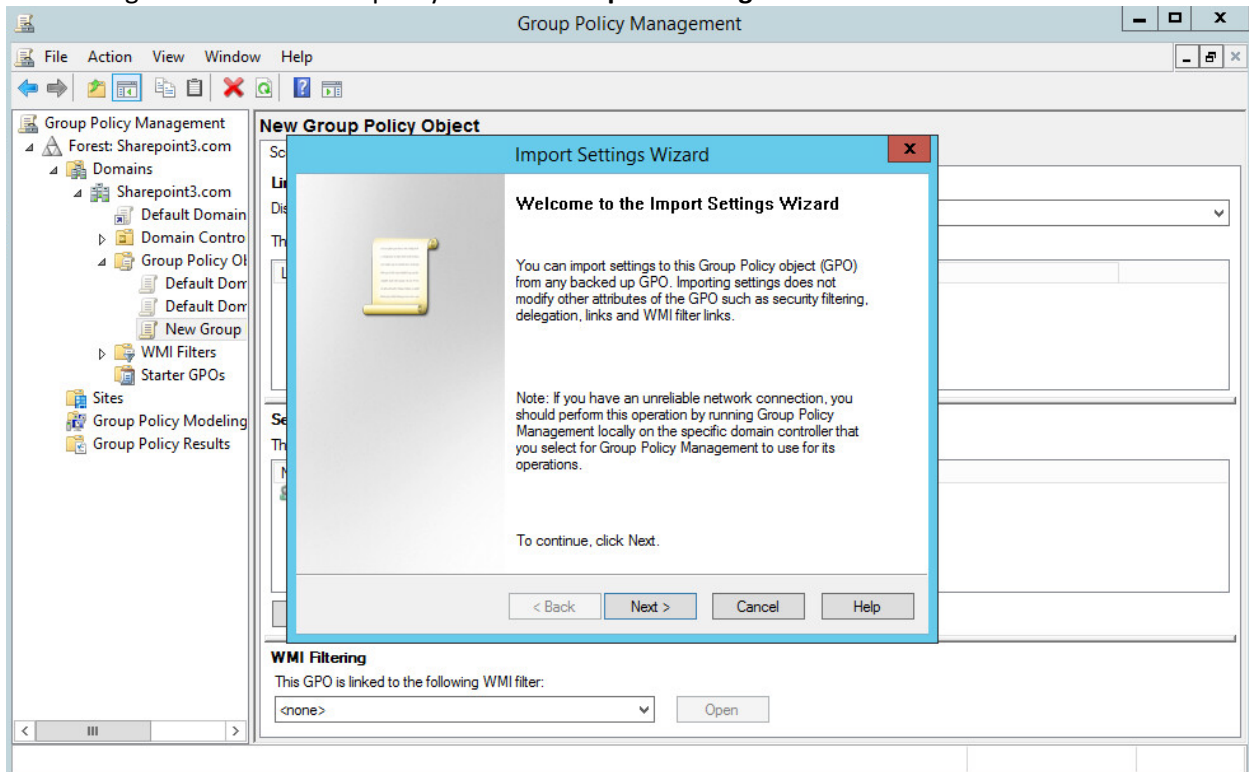 Group Policy Management
File Action View Window Help
Group Policy Management
Forest: Sharepoint3.com
Domains
Sharepoint3.com
Default Domain
Domain Contro
Group Policy Ob
Default Dom
Default Dom
New Group
WMI Filters
Starter GPOs
Sites
Group Policy Modeling
Group Policy Results
New Group Policy Object
Sc
Dis
Th
Se
Th
Import Settings Wizard
Welcome to the Import Settings Wizard
You can import settings to this Group Policy object (GPO)
from any backed up GPO. Importing settings does not
modify other attributes of the GPO such as security filtering,
delegation, links and WMI filter links.
Note: If you have an unreliable network connection, you
should perform this operation by running Group Policy
Management locally on the specific domain controller that
you select for Group Policy Management to use for its
operations.
To continue, click Next.
< Back Next > Cancel Help
WMI Filtering
This GPO is linked to the following WMI filter:
<none> Open